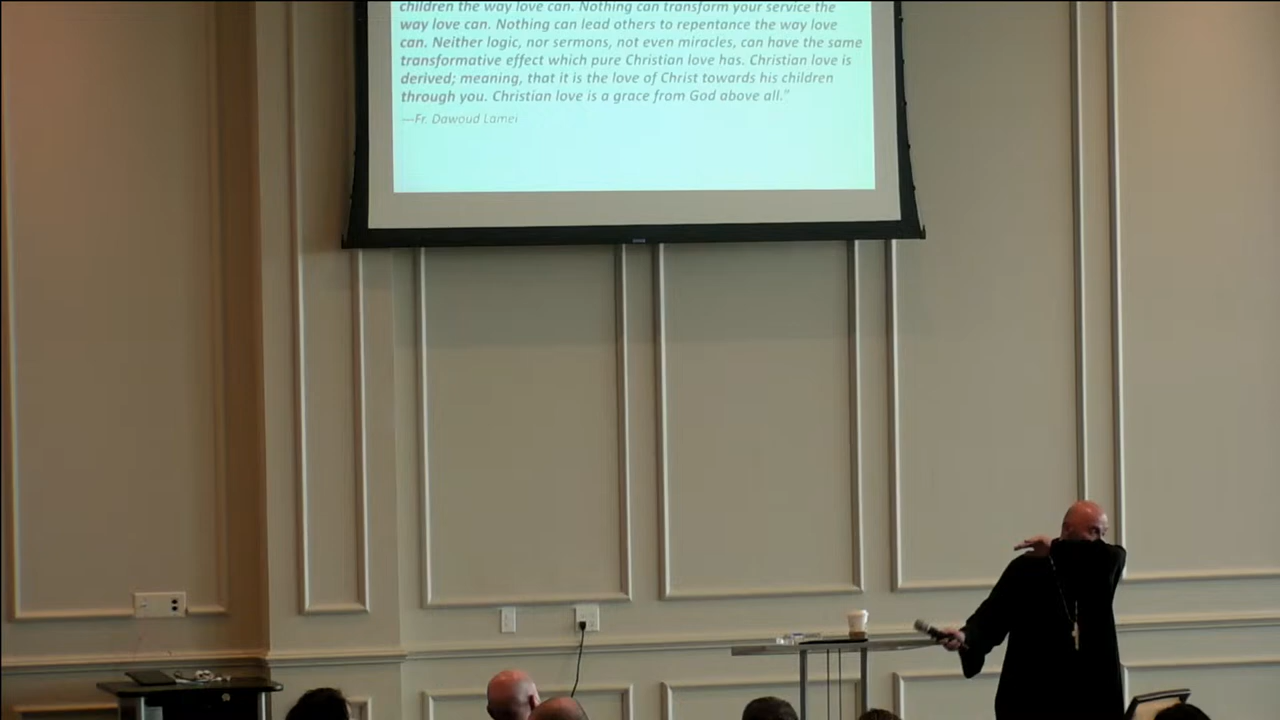 children the way love can. Nothing can transform your service the
way love can. Nothing can lead others to repentance the way love
can. Neither logic, nor sermons, not even miracles, can have the same
transformative effect which pure Christian love has. Christian love is
derived; meaning, that it is the love of Christ towards his children
through you. Christian love is a grace from God above all."
—Fr. Dawoud Lamei